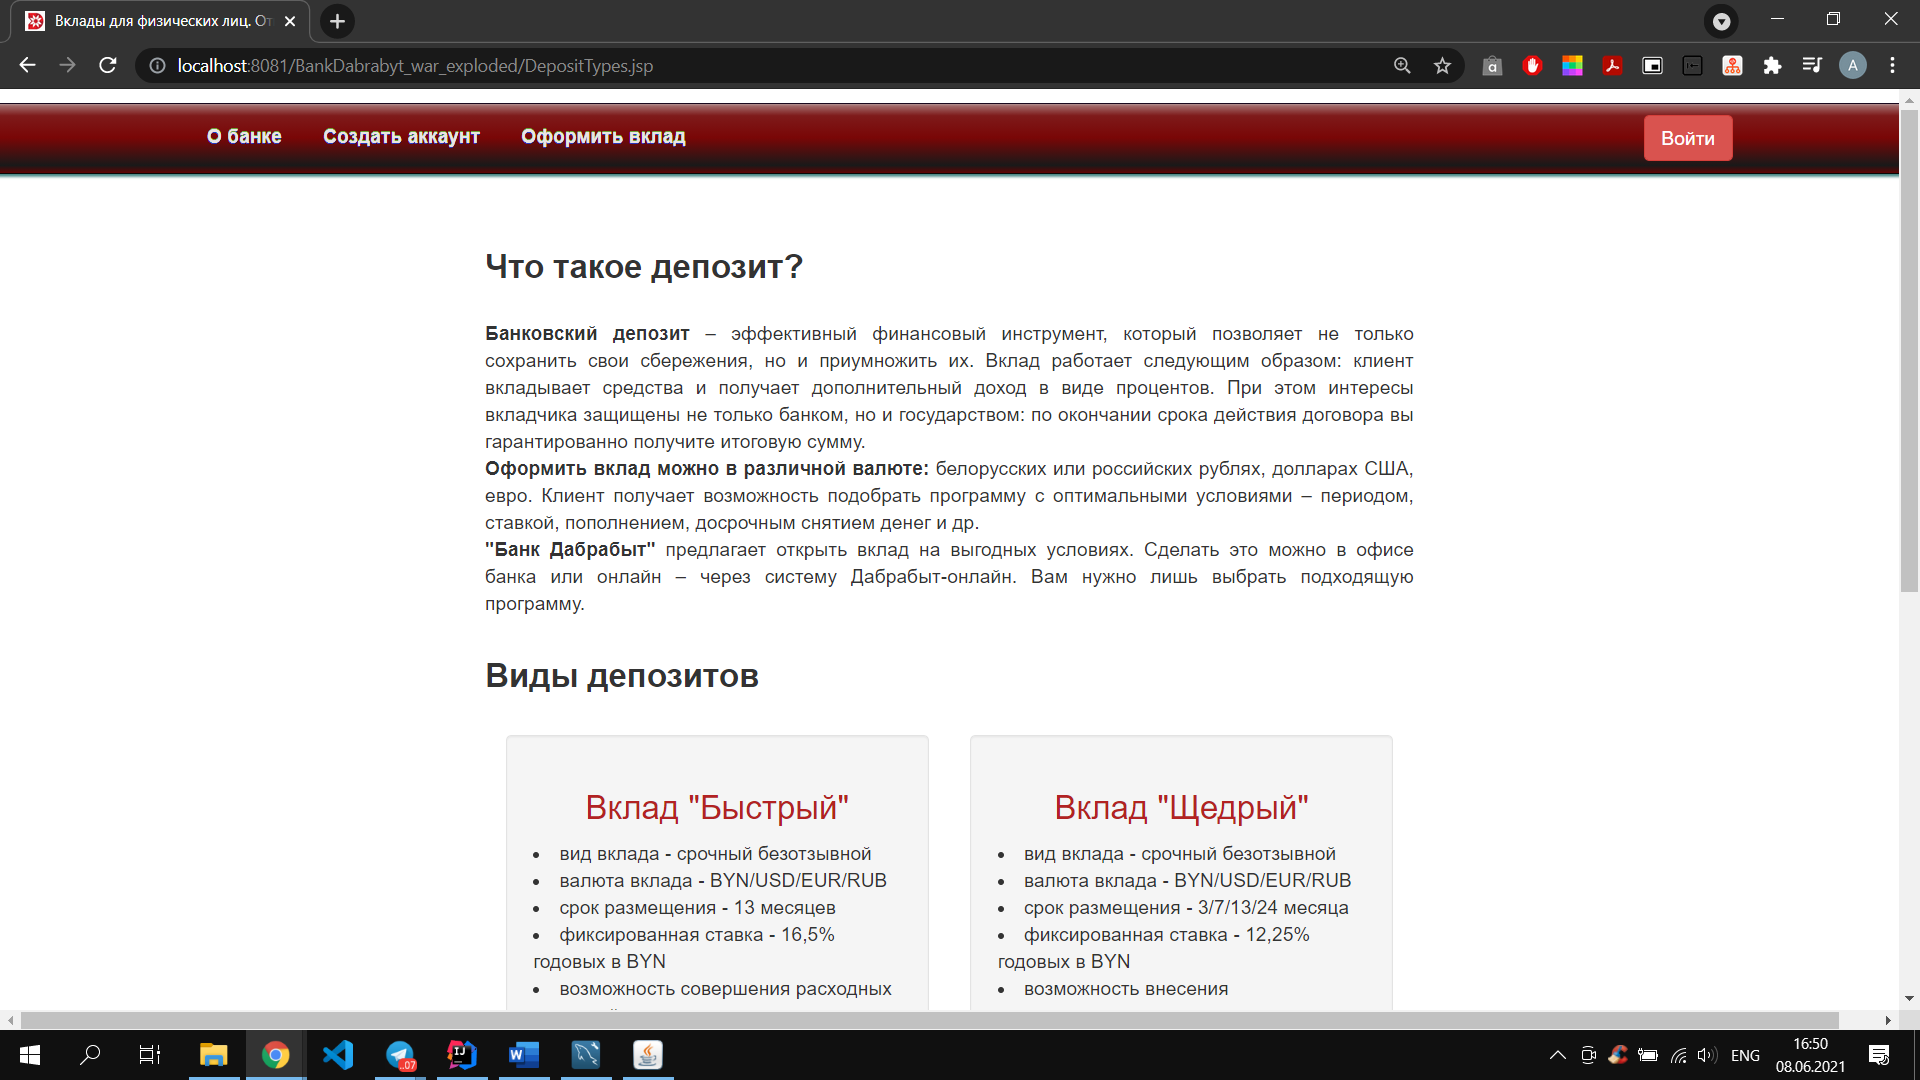 Вклады для физических лиц. От
localhost:8081/BankDabrabyt_war_exploded/DepositTypes.jsp
A
О банке Создать аккаунт Оформить вклад Войти
Что такое депозит?
Банковский депозит – эффективный финансовый инструмент, который позволяет не только
сохранить свои сбережения, но и приумножить их. Вклад работает следующим образом: клиент
вкладывает средства и получает дополнительный доход в виде процентов. При этом интересы
вкладчика защищены не только банком, но и государством: по окончании срока действия договора вы
гарантированно получите итоговую сумму.
Оформить вклад можно в различной валюте: белорусских или российских рублях, долларах США,
евро. Клиент получает возможность подобрать программу с оптимальными условиями – периодом,
ставкой, пополнением, досрочным снятием денег и др.
"Банк Дабрабыт" предлагает открыть вклад на выгодных условиях. Сделать это можно в офисе
банка или онлайн – через систему Дабрабыт-онлайн. Вам нужно лишь выбрать подходящую
программу.
Виды депозитов
Вклад "Быстрый"
• вид вклада - срочный безотзывной
• валюта вклада - BYN/USD/EUR/RUB
• срок размещения - 13 месяцев
• фиксированная ставка - 16,5%
годовых в BYN
• возможность совершения расходных
Вклад "Щедрый"
• вид вклада - срочный безотзывной
• валюта вклада - BYN/USD/EUR/RUB
• срок размещения - 3/7/13/24 месяца
• фиксированная ставка - 12,25%
годовых в BYN
• возможность внесения
ENG
16:50
08.06.2021